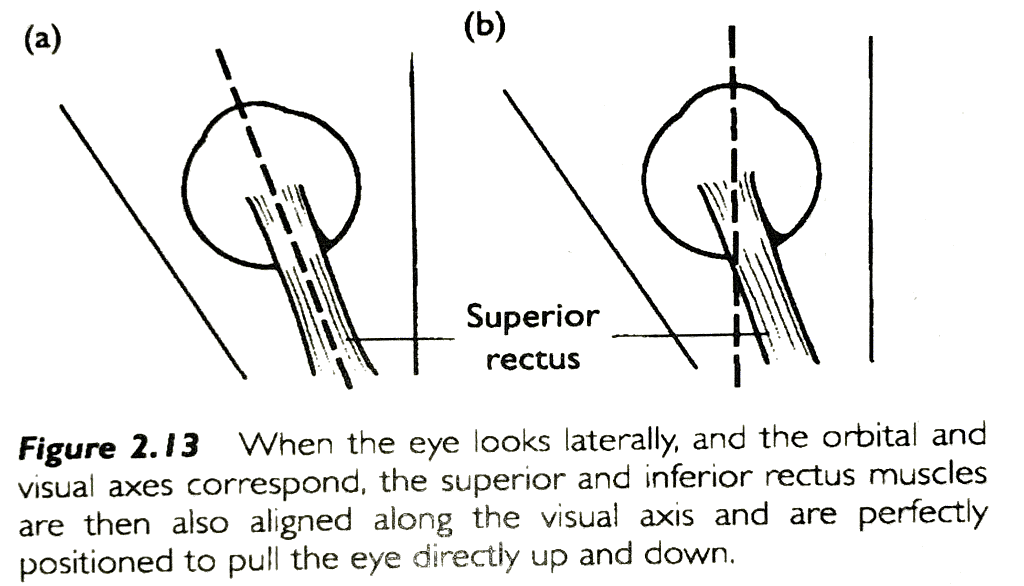 (a)
(b)
Superior
rectus
Figure 2.13 When the eye looks laterally, and the orbital and
visual axes correspond, the superior and inferior rectus muscles
are then also aligned along the visual axis and are perfectly
positioned to pull the eye directly up and down.